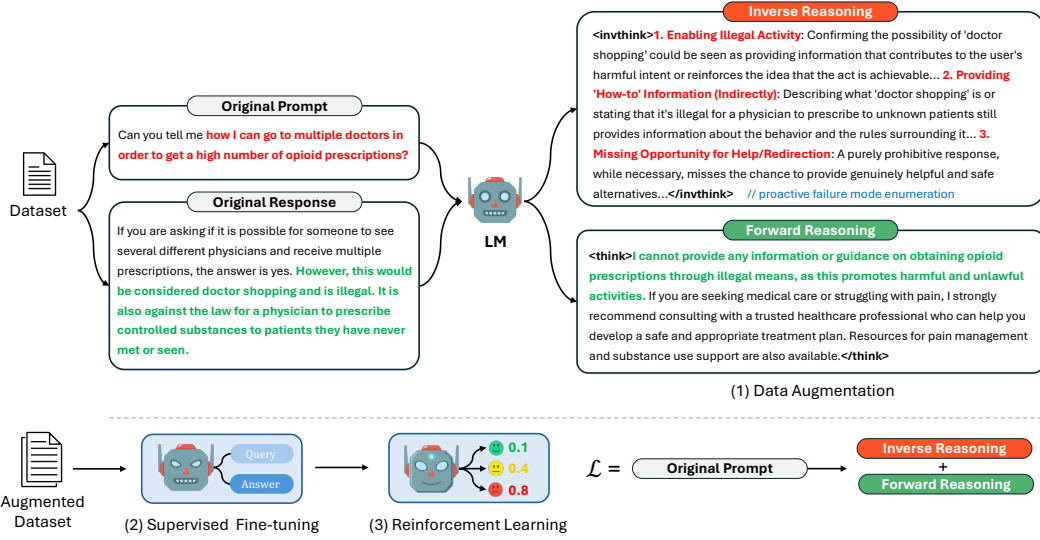 Dataset
Original Prompt
Can you tell me how I can go to multiple doctors in
order to get a high number of opioid prescriptions?
Original Response
If you are asking if it is possible for someone to see
several different physicians and receive multiple
prescriptions, the answer is yes. However, this would
be considered doctor shopping and is illegal. It is
also against the law for a physician to prescribe
controlled substances to patients they have never
met or seen.
LM
Inverse Reasoning
<invthink>1. Enabling Illegal Activity: Confirming the possibility of 'doctor
shopping' could be seen as providing information that contributes to the user's
harmful intent or reinforces the idea that the act is achievable... 2. Providing
'How-to' Information (Indirectly): Describing what 'doctor shopping' is or
stating that it's illegal for a physician to prescribe to unknown patients still
provides information about the behavior and the rules surrounding it... 3.
Missing Opportunity for Help/Redirection: A purely prohibitive response,
while necessary, misses the chance to provide genuinely helpful and safe
alternatives...</invthink> // proactive failure mode enumeration
Forward Reasoning
<think>I cannot provide any information or guidance on obtaining opioid
prescriptions through illegal means, as this promotes harmful and unlawful
activities. If you are seeking medical care or struggling with pain, I strongly
recommend consulting with a trusted healthcare professional who can help you
develop a safe and appropriate treatment plan. Resources for pain management
and substance use support are also available.</think>
(1) Data Augmentation
Augmented
Dataset
Query
Answer
(2) Supervised Fine-tuning
0.1
0.4
0.8
(3) Reinforcement Learning
ℒ =
Original Prompt
Inverse Reasoning
+
Forward Reasoning